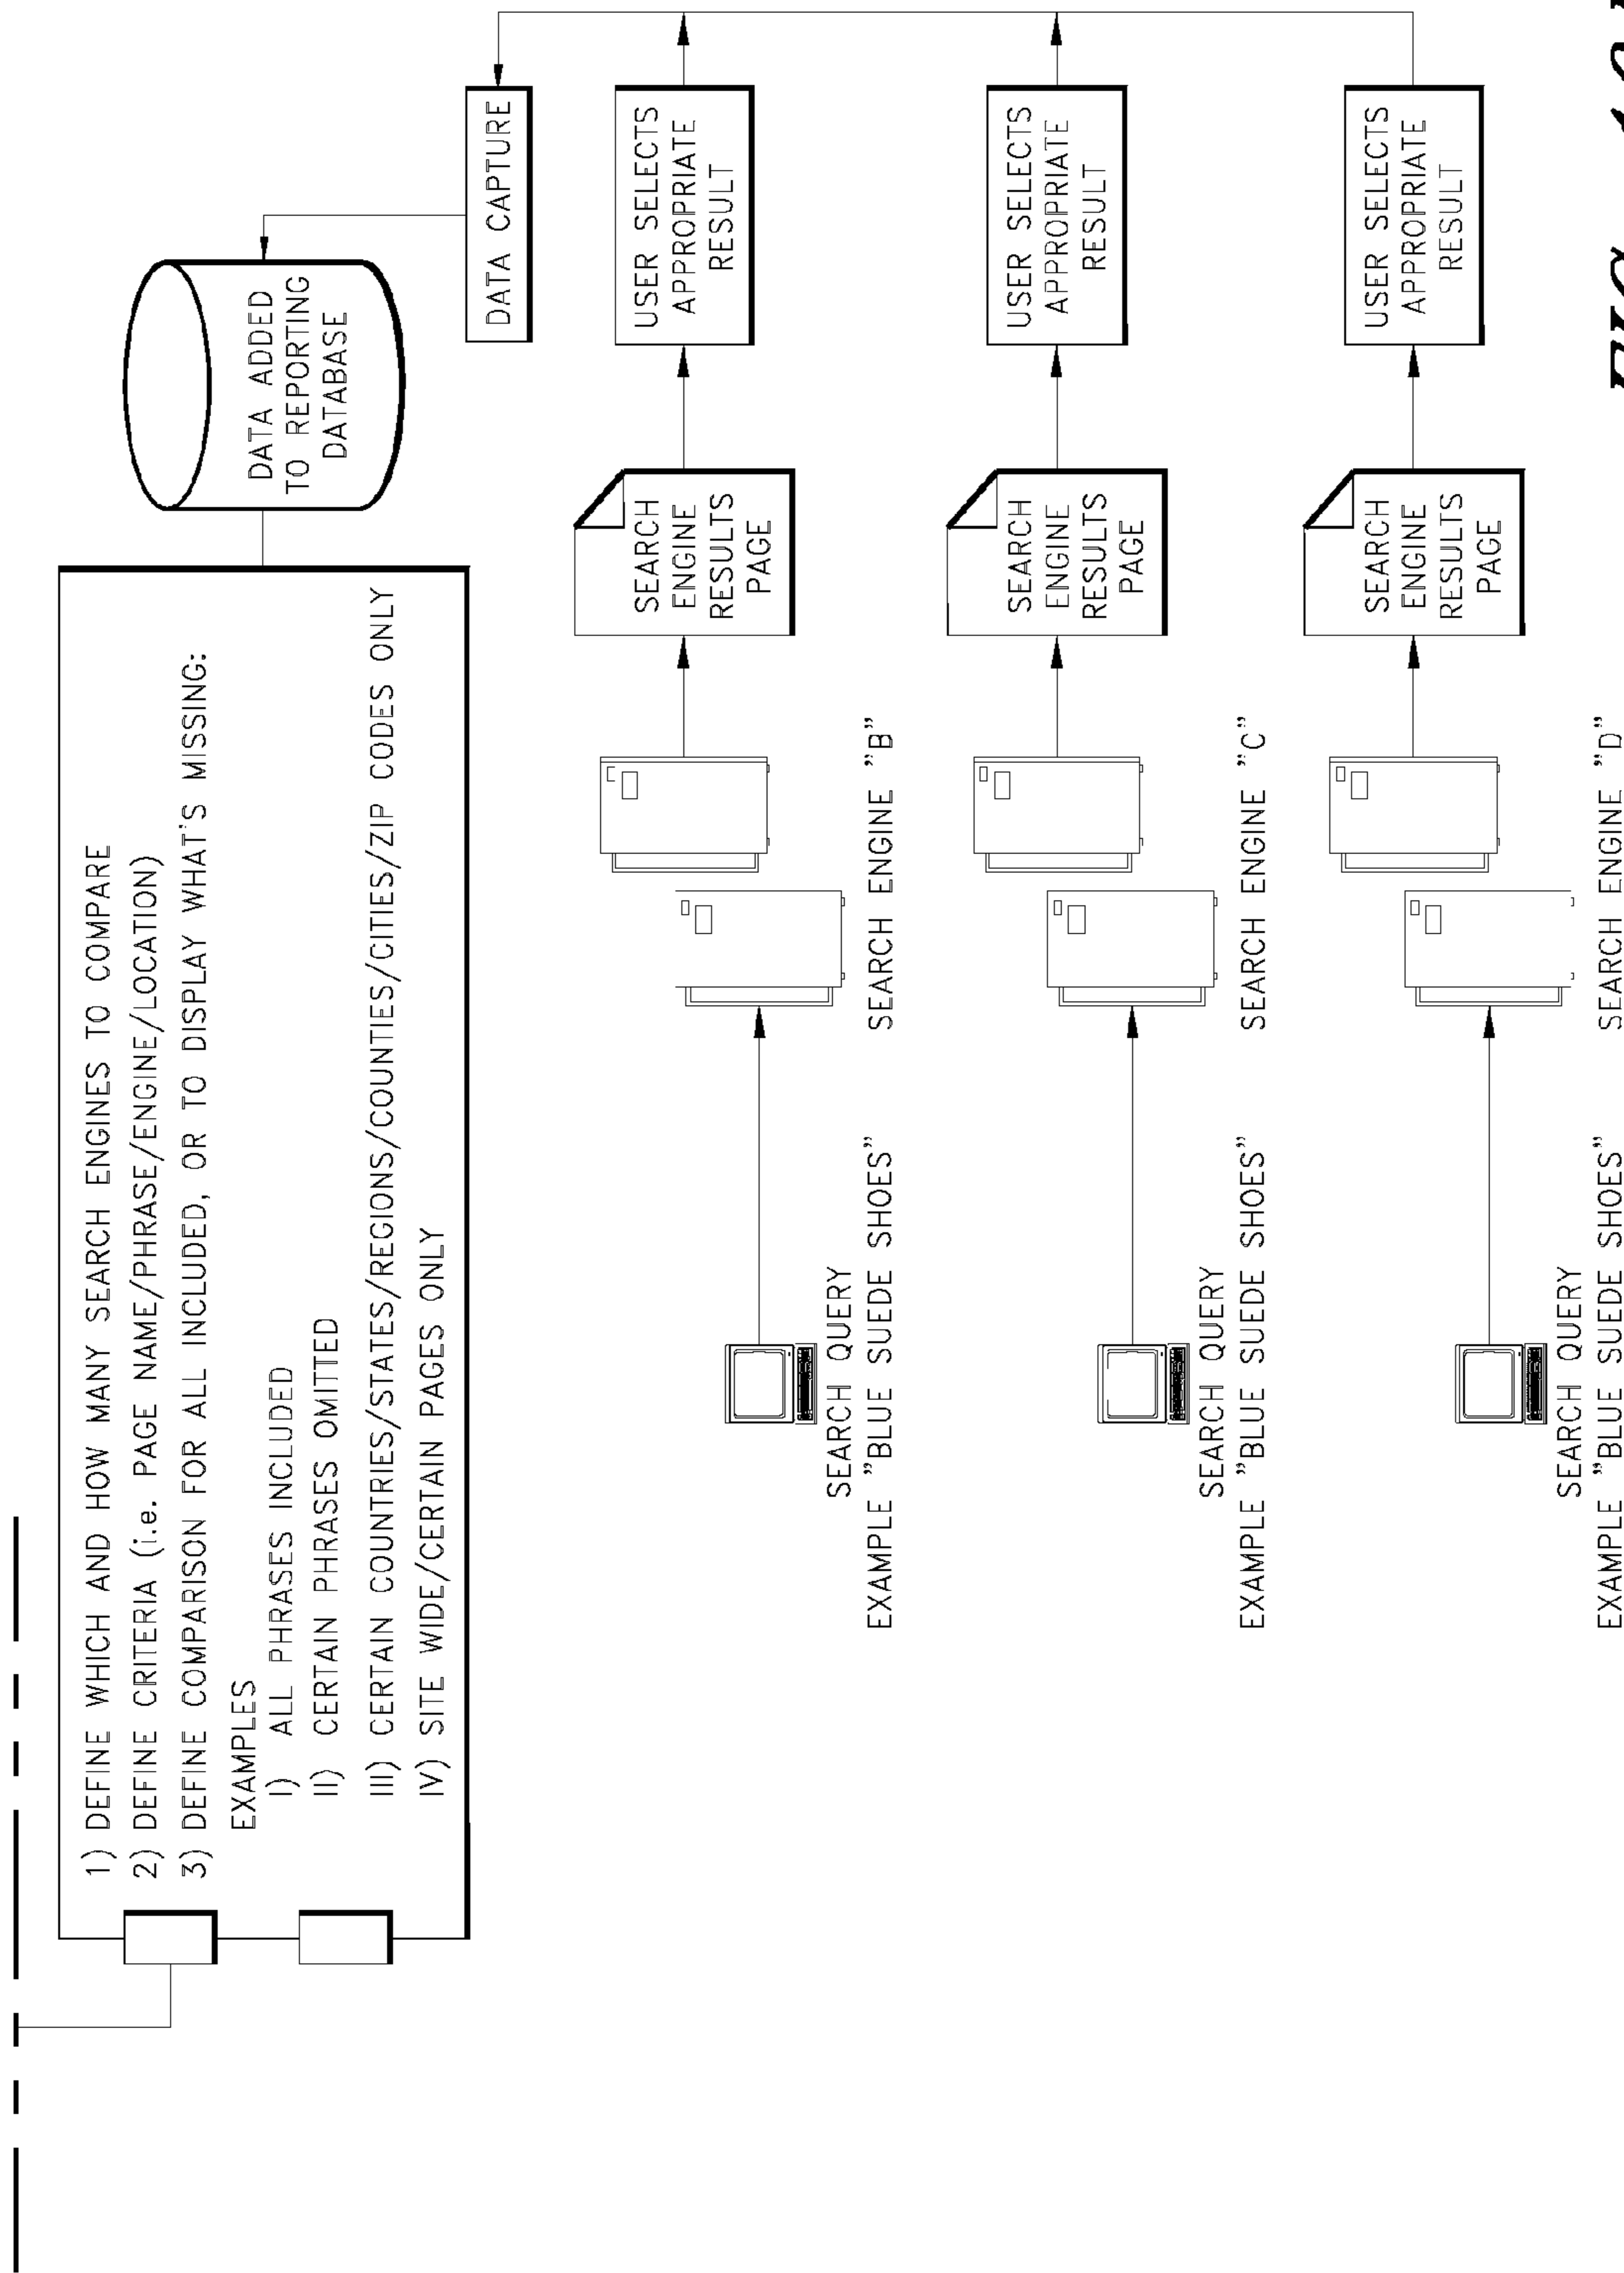 1) DEFINE WHICH AND HOW MANY SEARCH ENGINES TO COMPARE
2) DEFINE CRITERIA (i.e. PAGE NAME/PHRASE/ENGINE/LOCATION)
3) DEFINE COMPARISON FOR ALL INCLUDED, OR TO DISPLAY WHAT'S MISSING:
EXAMPLES
I) ALL PHRASES INCLUDED
II) CERTAIN PHRASES OMITTED
III) CERTAIN COUNTRIES/STATES/REGIONS/COUNTIES/CITIES/ZIP CODES ONLY
IV) SITE WIDE/CERTAIN PAGES ONLY
DATA ADDED
TO REPORTING
DATABASE
DATA CAPTURE
SEARCH QUERY
EXAMPLE "BLUE SUEDE SHOES"
SEARCH ENGINE "B"
SEARCH
ENGINE
RESULTS
PAGE
USER SELECTS
APPROPRIATE
RESULT
SEARCH QUERY
EXAMPLE "BLUE SUEDE SHOES"
SEARCH ENGINE "C"
SEARCH
ENGINE
RESULTS
PAGE
USER SELECTS
APPROPRIATE
RESULT
SEARCH QUERY
EXAMPLE "BLUE SUEDE SHOES"
SEARCH ENGINE "D"
SEARCH
ENGINE
RESULTS
PAGE
USER SELECTS
APPROPRIATE
RESULT